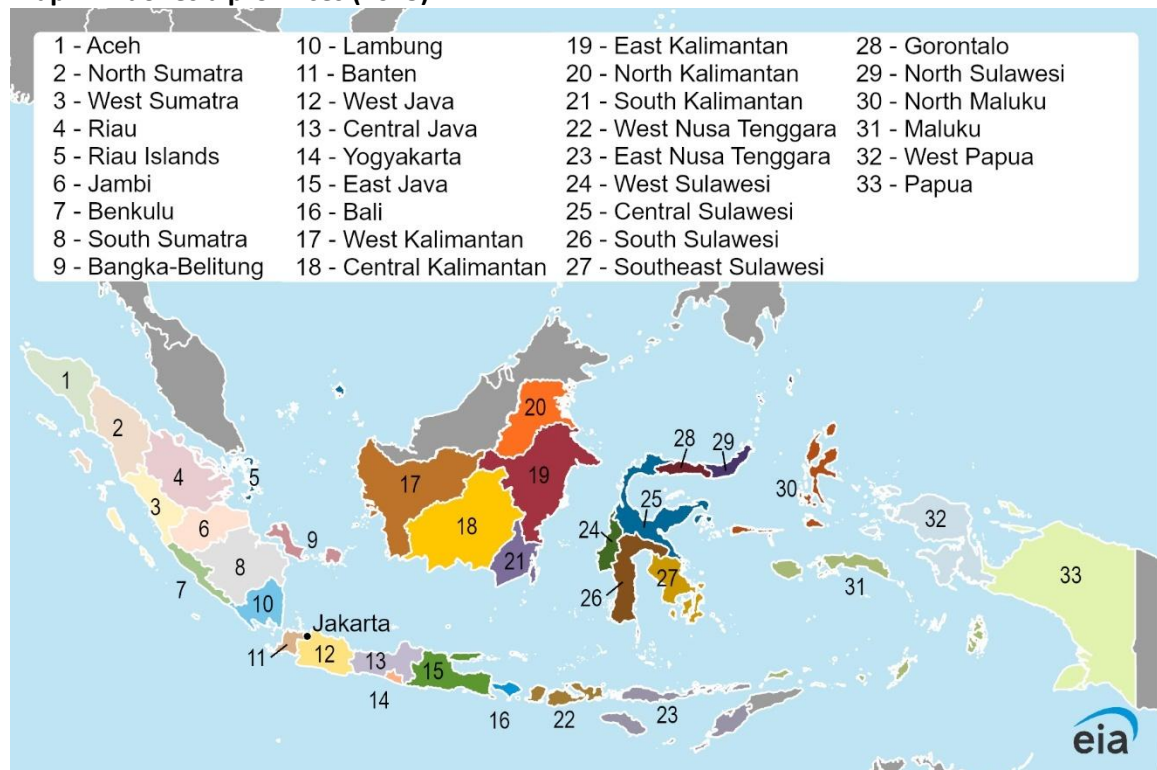 1 - Aceh
2 - North Sumatra
3 - West Sumatra
4 - Riau
5 - Riau Islands
6 - Jambi
7 - Benkulu
8 - South Sumatra
9 - Bangka-Belitung
10 - Lambung
11 - Banten
12 - West Java
13 - Central Java
14 - Yogyakarta
15 - East Java
16 - Bali
17 - West Kalimantan
18 - Central Kalimantan
19 - East Kalimantan
20 - North Kalimantan
21 - South Kalimantan
22 - West Nusa Tenggara
23 - East Nusa Tenggara
24 - West Sulawesi
25 - Central Sulawesi
26 - South Sulawesi
27 - Southeast Sulawesi
28 - Gorontalo
29 - North Sulawesi
30 - North Maluku
31 - Maluku
32 - West Papua
33 - Papua
1
2
3
4
5
6
7
8
9
10
Jakarta
11
12
13
14
15
16
17
18
19
20
21
22
23
24
25
26
27
28
29
30
31
32
33
eia